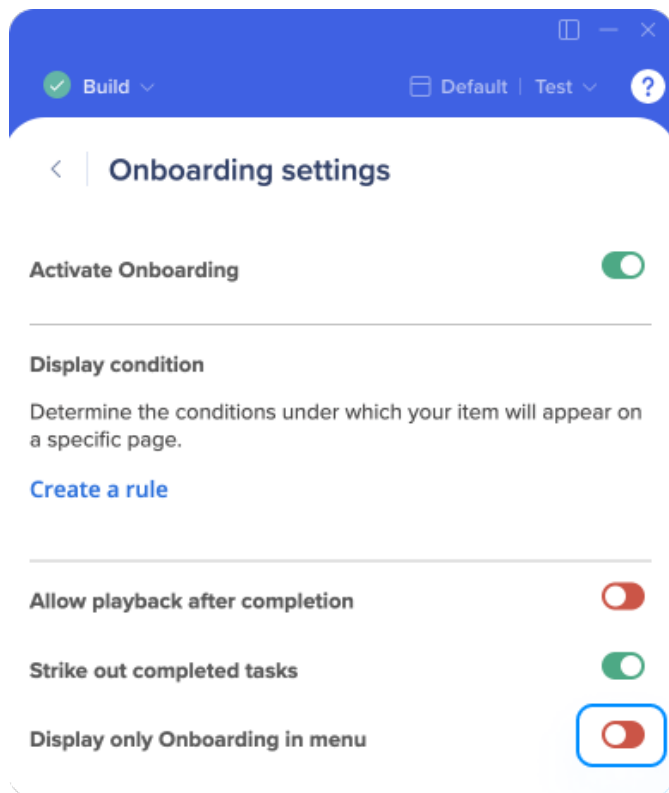 Build
Default | Test
?
Onboarding settings
Activate Onboarding
Display condition
Determine the conditions under which your item will appear on
a specific page.
Create a rule
Allow playback after completion
Strike out completed tasks
Display only Onboarding in menu